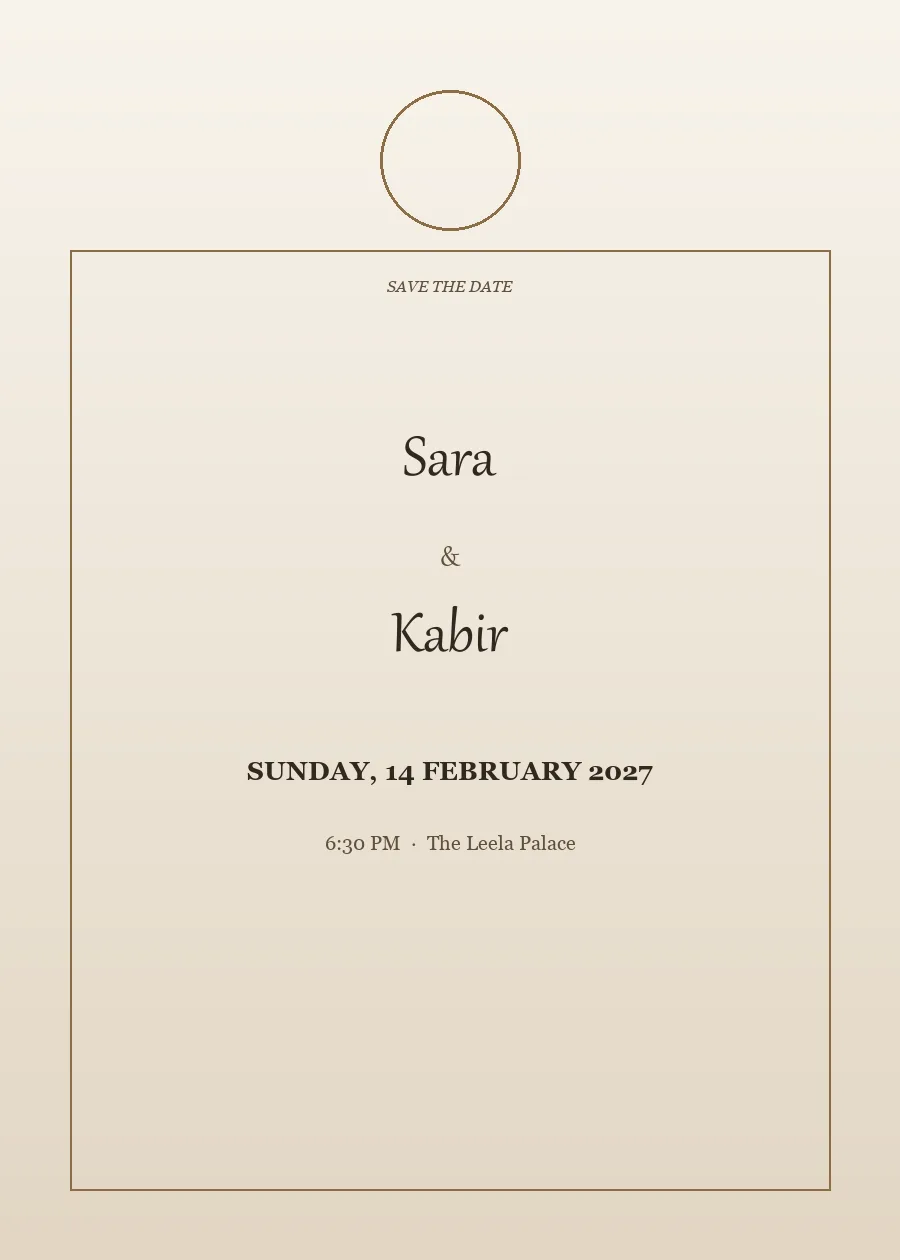 SAVE THE DATE
Sara
&
Kabir
SUNDAY, 14 FEBRUARY 2027
6:30 PM · The Leela Palace